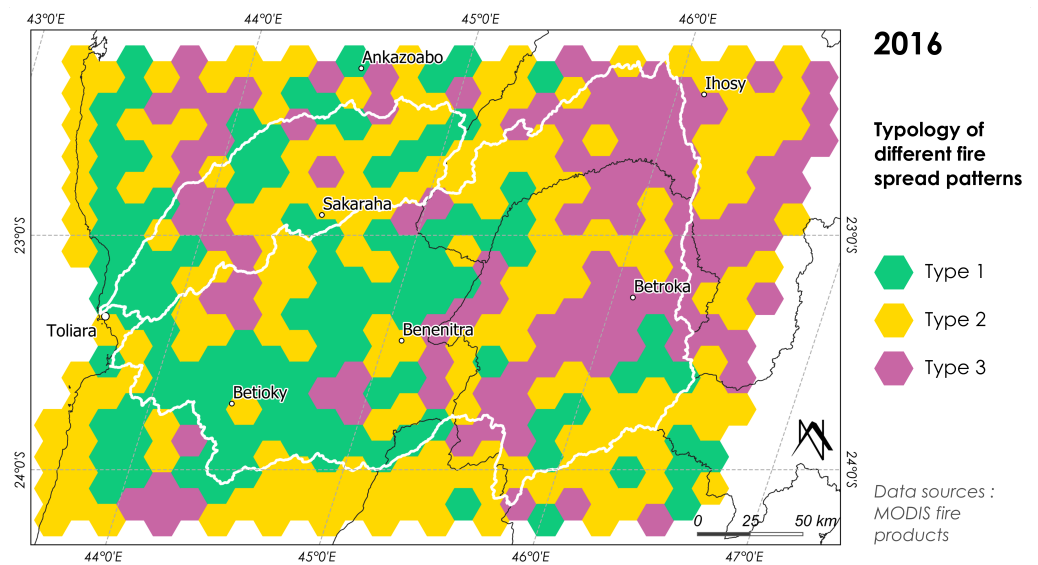 43°0'E 44°0'E 45°0'E 46°0'E
2016
Ankazoabo
Ihosy
Typology of
different fire
spread patterns
Sakaraha
23°0'S 23°0'S
Type 1
Betroka
Type 2
Toliara
Benenitra
Type 3
Betioky
24°0'S 24°0'S
Data sources :
MODIS fire
products
0 25 50 km
44°0'E 45°0'E 46°0'E 47°0'E